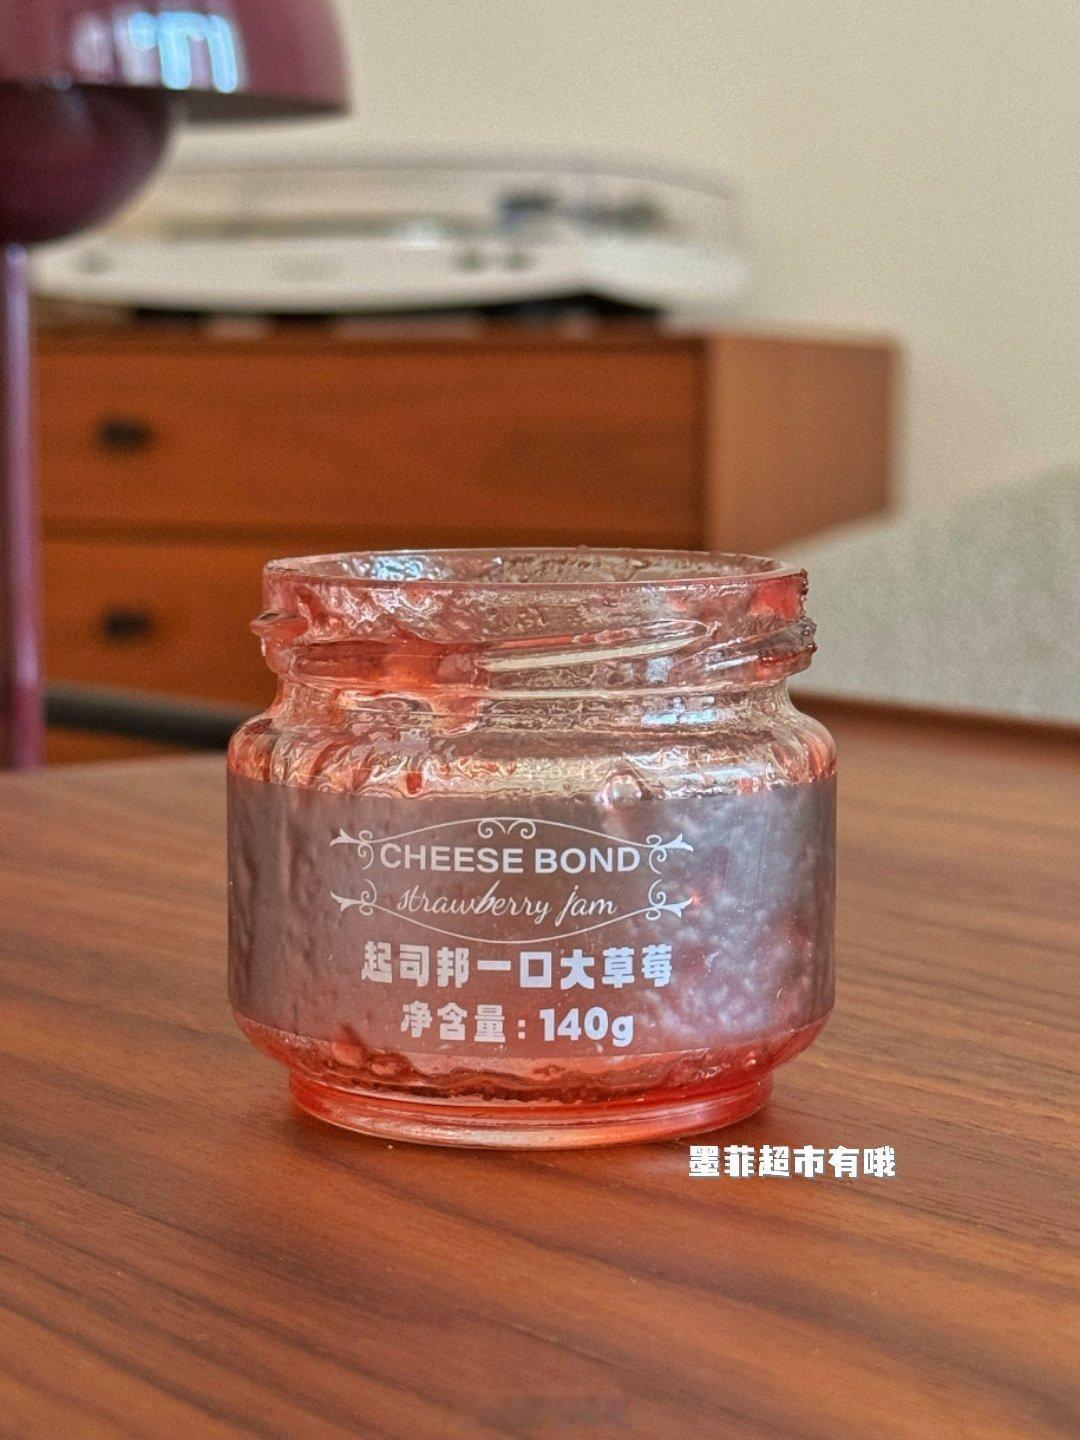 CHEESE BOND
strawberry jam
起司邦一口大草莓
净含量：140g
墨菲超市有哦